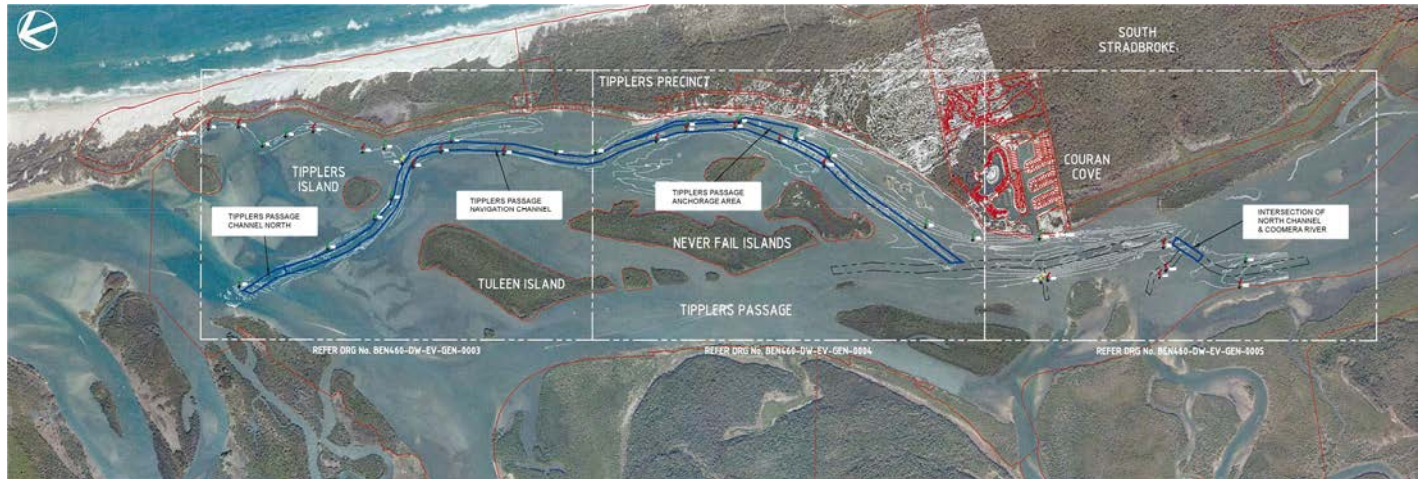 SOUTH
STRADBROKE
TIPPLERS PRECINCT
COURAN
COVE
TIPPLERS
ISLAND
TIPPLERS PASSAGE
CHANNEL NORTH
TIPPLERS PASSAGE
NAVIGATION CHANNEL
TIPPLERS PASSAGE
ANCHORAGE AREA
INTERSECTION OF
NORTH CHANNEL
& COOMERA RIVER
NEVER FAIL ISLANDS
TULEEN ISLAND
TIPPLERS PASSAGE
REFER DRG No. BEN460-DW-EV-GEN-0003
REFER DRG No. BEN460-DW-EV-GEN-0004
REFER DRG No. BEN460-DW-EV-GEN-0005